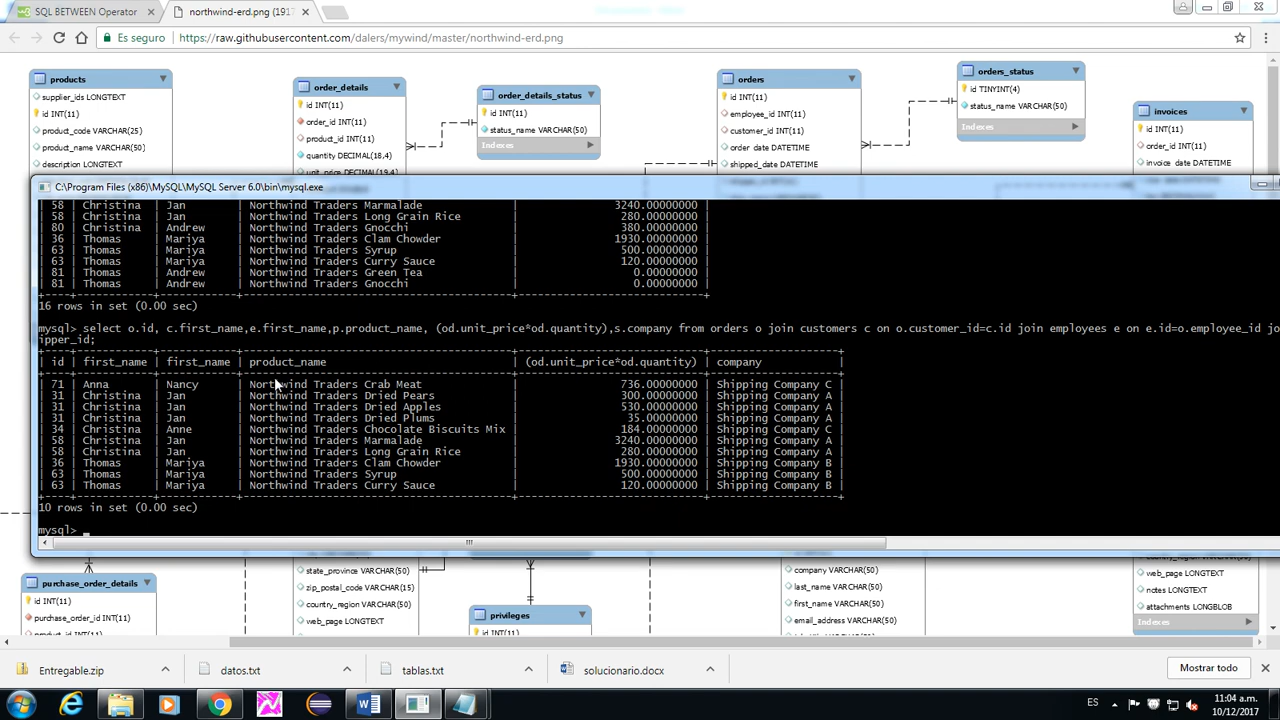 SQL BETWEEN Operator
northwind-erd.png (191
Es seguro
https://raw.githubusercontent.com/dalers/mywind/master/northwind-erd.png
products
supplier_ids LONGTEXT
id INT(11)
product_code VARCHAR(25)
product_name VARCHAR(50)
description LONGTEXT
order_details
id INT(11)
order_id INT(11)
product_id INT(11)
quantity DECIMAL(18,4)
unit_price DECIMAL(19,4)
order_details_status
id INT(11)
status_name VARCHAR(50)
Indexes
orders
id INT(11)
employee_id INT(11)
customer_id INT(11)
order_date DATETIME
shipped_date DATETIME
orders_status
id TINYINT(4)
status_name VARCHAR(50)
Indexes
invoices
id INT(11)
order_id INT(11)
invoice_date DATETIME
C:\Program Files (x86)\MySQL\MySQL Server 6.0\bin\mysql.exe
| 58 | Christina | Jan | Northwind Traders Marmalade | 3240.00000000 |
| 58 | Christina | Jan | Northwind Traders Long Grain Rice | 280.00000000 |
| 80 | Christina | Andrew | Northwind Traders Gnocchi | 380.00000000 |
| 36 | Thomas | Mariya | Northwind Traders Clam Chowder | 1930.00000000 |
| 63 | Thomas | Mariya | Northwind Traders Syrup | 500.00000000 |
| 63 | Thomas | Mariya | Northwind Traders Curry Sauce | 120.00000000 |
| 81 | Thomas | Andrew | Northwind Traders Green Tea | 0.00000000 |
| 81 | Thomas | Andrew | Northwind Traders Gnocchi | 0.00000000 |
16 rows in set (0.00 sec)
mysql> select o.id, c.first_name,e.first_name,p.product_name, (od.unit_price*od.quantity),s.company from orders o join customers c on o.customer_id=c.id join employees e on e.id=o.employee_id jo
ipper_id;
| id | first_name | first_name | product_name | (od.unit_price*od.quantity) | company |
| 71 | Anna | Nancy | Northwind Traders Crab Meat | 736.00000000 | Shipping Company C |
| 31 | Christina | Jan | Northwind Traders Dried Pears | 300.00000000 | Shipping Company A |
| 31 | Christina | Jan | Northwind Traders Dried Apples | 530.00000000 | Shipping Company A |
| 31 | Christina | Jan | Northwind Traders Dried Plums | 35.00000000 | Shipping Company A |
| 34 | Christina | Anne | Northwind Traders Chocolate Biscuits Mix | 184.00000000 | Shipping Company C |
| 58 | Christina | Jan | Northwind Traders Marmalade | 3240.00000000 | Shipping Company A |
| 58 | Christina | Jan | Northwind Traders Long Grain Rice | 280.00000000 | Shipping Company A |
| 36 | Thomas | Mariya | Northwind Traders Clam Chowder | 1930.00000000 | Shipping Company B |
| 63 | Thomas | Mariya | Northwind Traders Syrup | 500.00000000 | Shipping Company B |
| 63 | Thomas | Mariya | Northwind Traders Curry Sauce | 120.00000000 | Shipping Company B |
10 rows in set (0.00 sec)
mysql> _
purchase_order_details
id INT(11)
purchase_order_id INT(11)
state_province VARCHAR(50)
zip_postal_code VARCHAR(15)
country_region VARCHAR(50)
web_page LONGTEXT
privileges
id INT(11)
company VARCHAR(50)
last_name VARCHAR(50)
first_name VARCHAR(50)
email_address VARCHAR(50)
web_page LONGTEXT
notes LONGTEXT
attachments LONGBLOB
Indexes
Entregable.zip
datos.txt
tablas.txt
solucionario.docx
Mostrar todo
ES
11:04 a.m.
10/12/2017